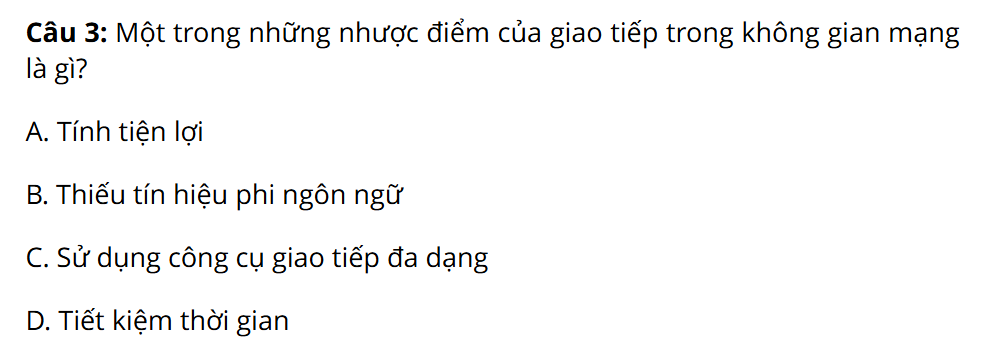 Câu 3: Một trong những nhược điểm của giao tiếp trong không gian mạng
là gì?
A. Tính tiện lợi
B. Thiếu tín hiệu phi ngôn ngữ
C. Sử dụng công cụ giao tiếp đa dạng
D. Tiết kiệm thời gian